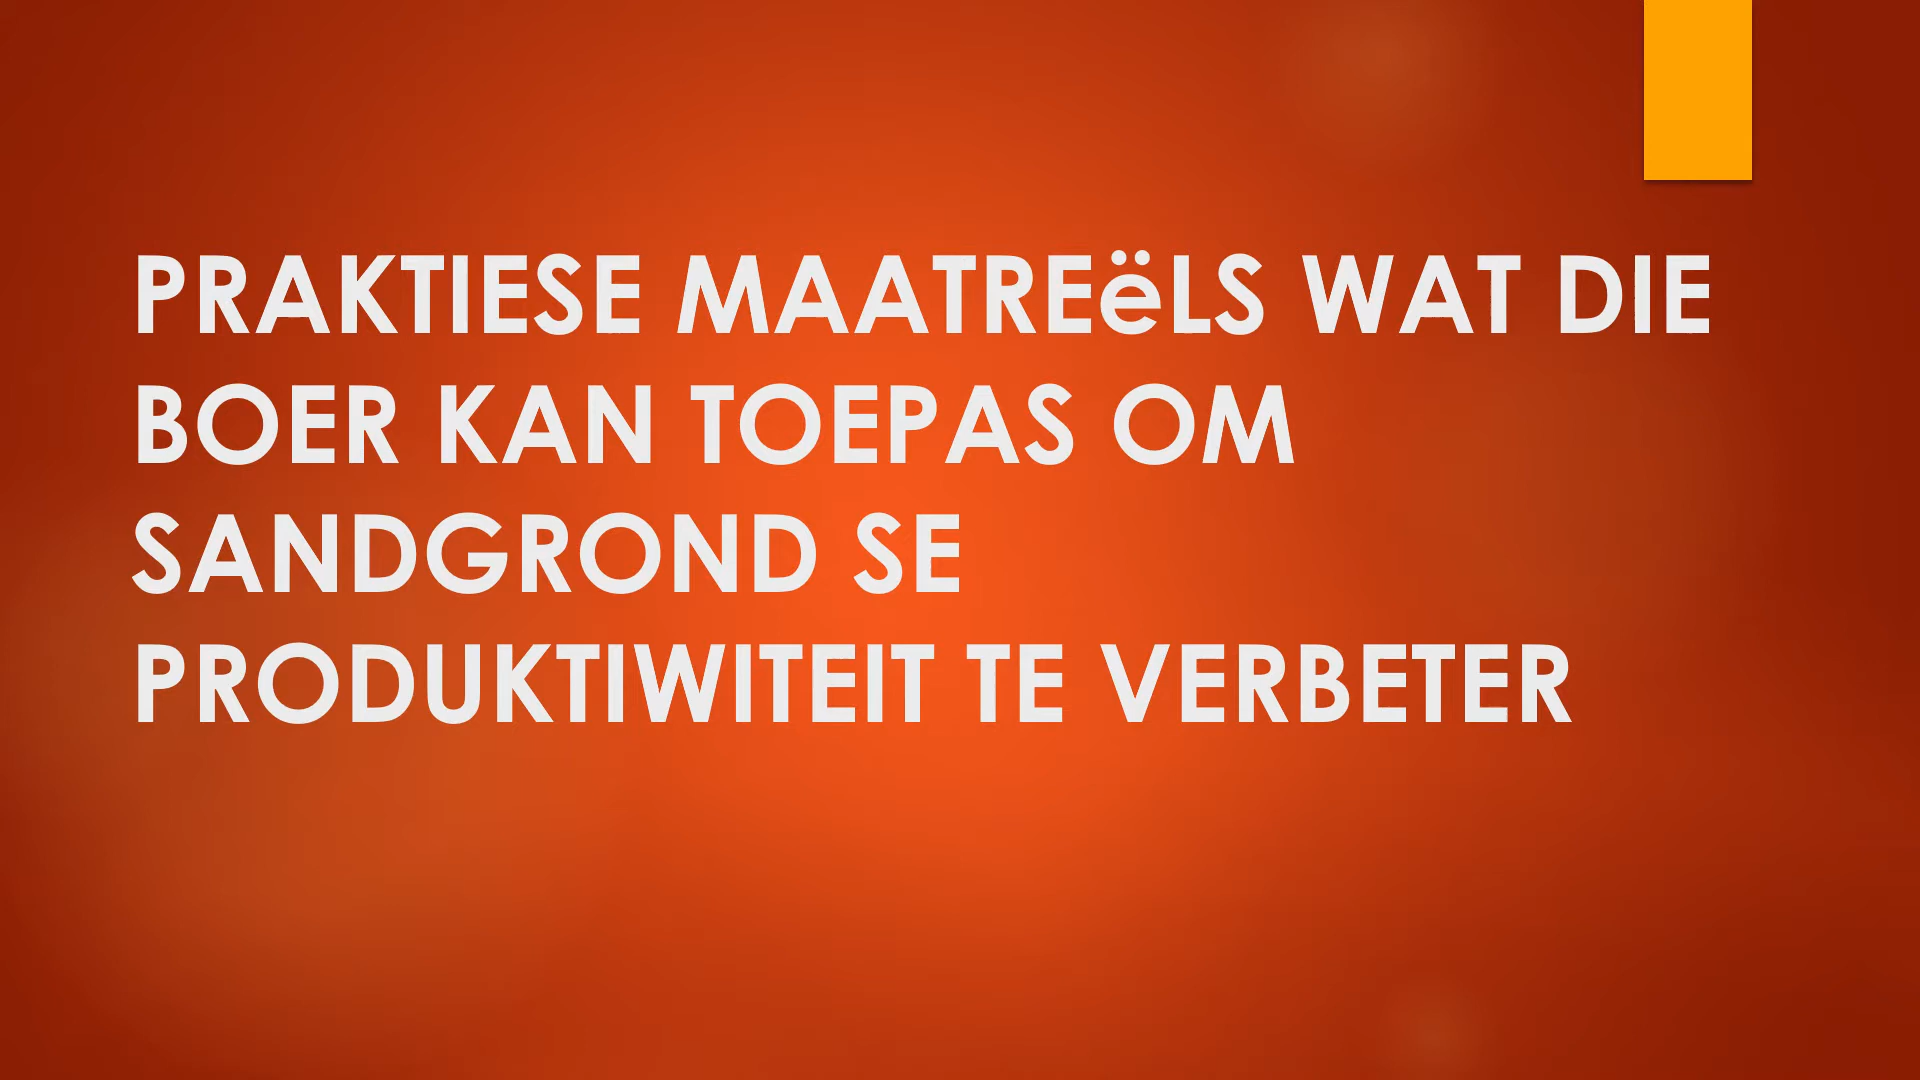 PRAKTIESE MAATREëLS WAT DIE
BOER KAN TOEPAS OM
SANDGROND SE
PRODUKTIWITEIT TE VERBETER